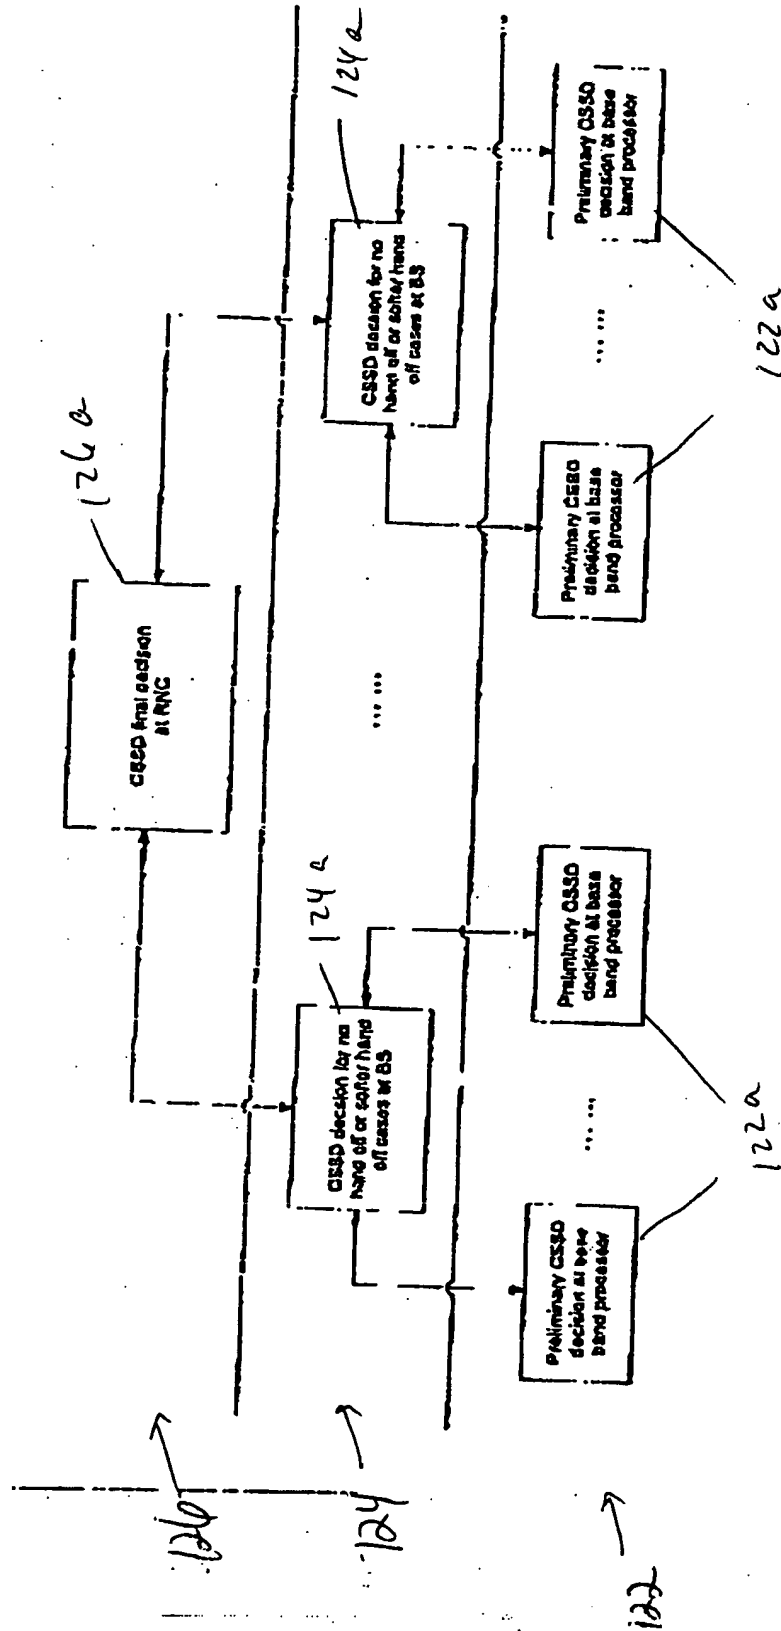 126
126a
CSSD final decision
at RNC
124
124a
CSSD decision for no
hand off or softer hand
off cases at BS
......
124a
CSSD decision for no
hand off or softer hand
off cases at BS
122
Preliminary CSSD
decision at base
band processor
......
Preliminary CSSD
decision at base
band processor
Preliminary CSSD
decision at base
band processor
......
Preliminary CSSD
decision at base
band processor
122a
122a